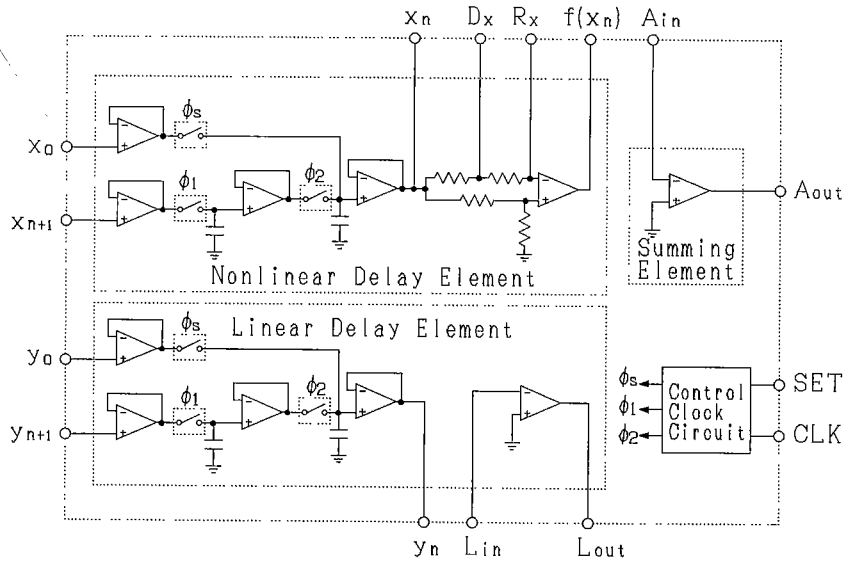 xn Dx Rx f(xn) Ain
ϕs
x0
ϕ1 ϕ2
xn+1
Aout
Summing
Element
Nonlinear Delay Element
ϕs Linear Delay Element
y0
ϕ1 ϕ2
yn+1
ϕs Control SET
ϕ1 Clock
ϕ2 Circuit CLK
yn Lin Lout